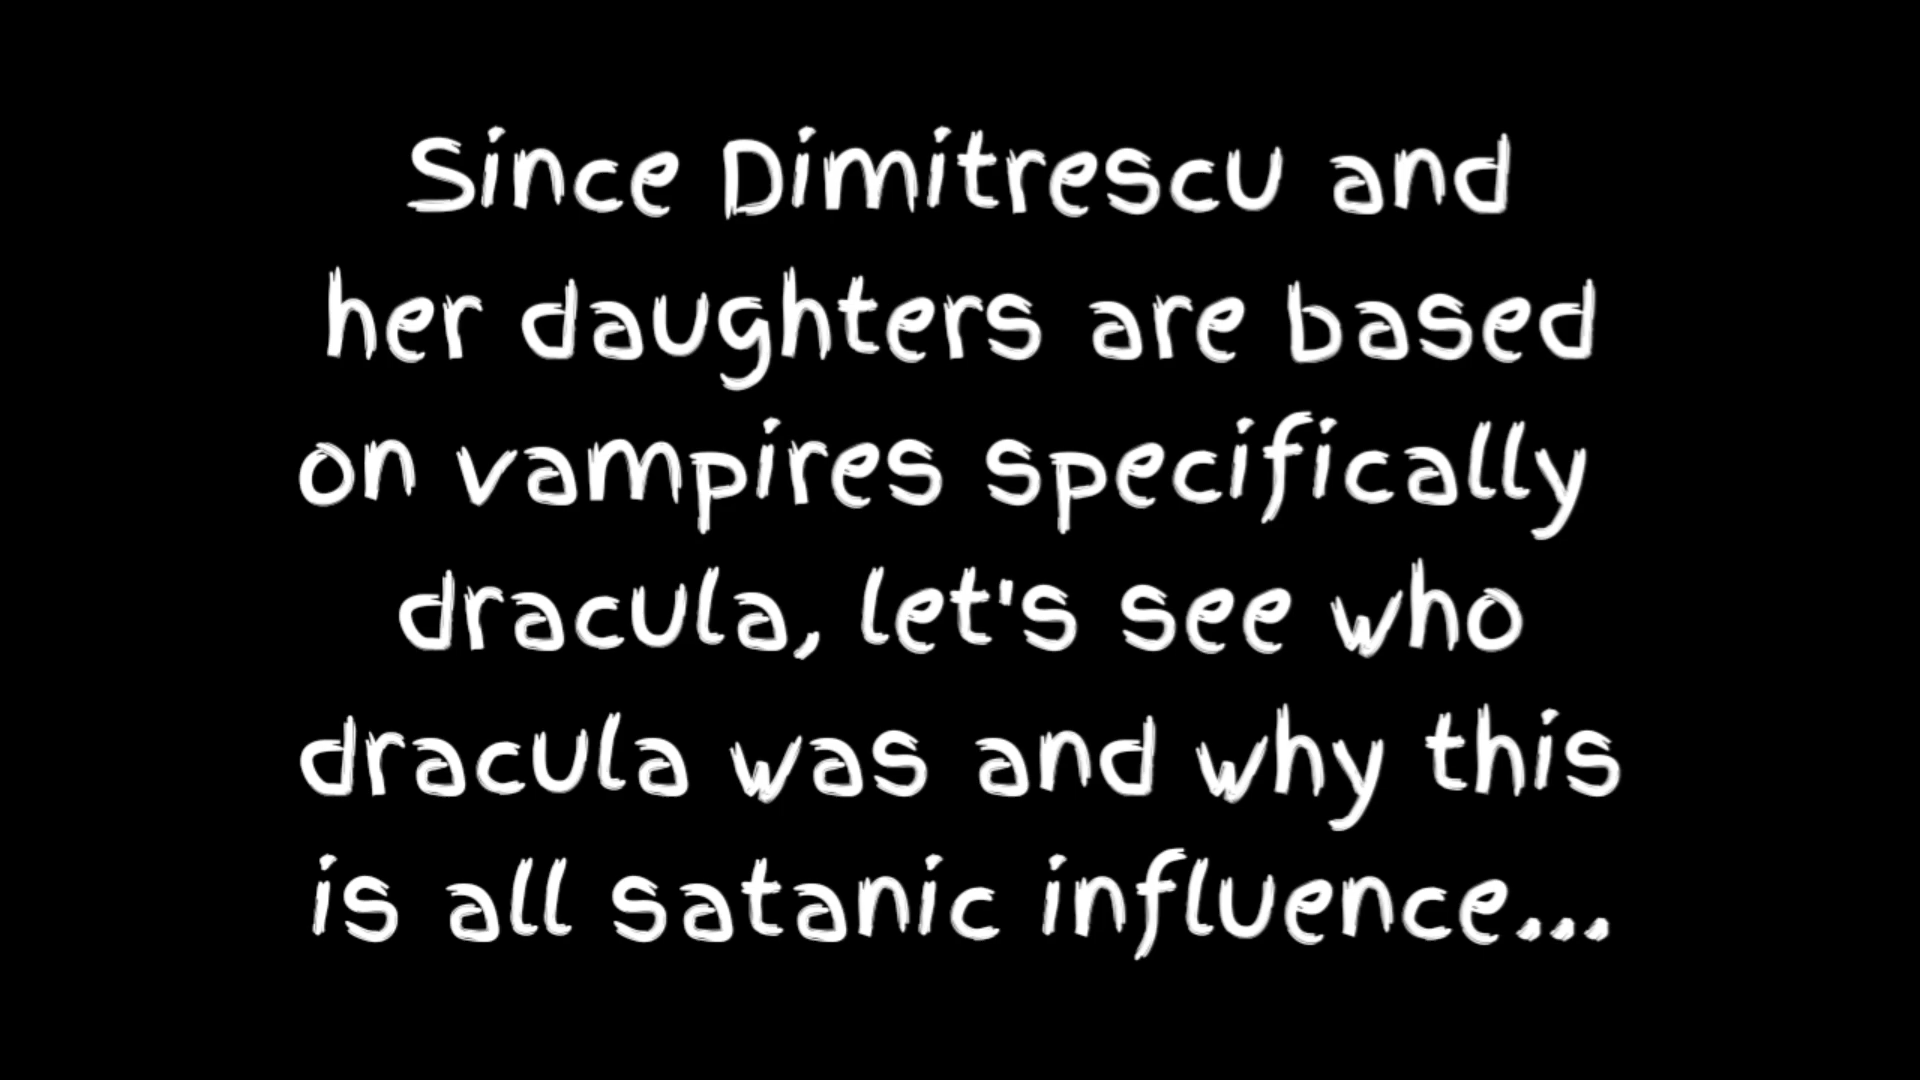 Since Dimitrescu and
her daughters are based
on vampires specifically
dracula, let's see who
dracula was and why this
is all satanic influence...